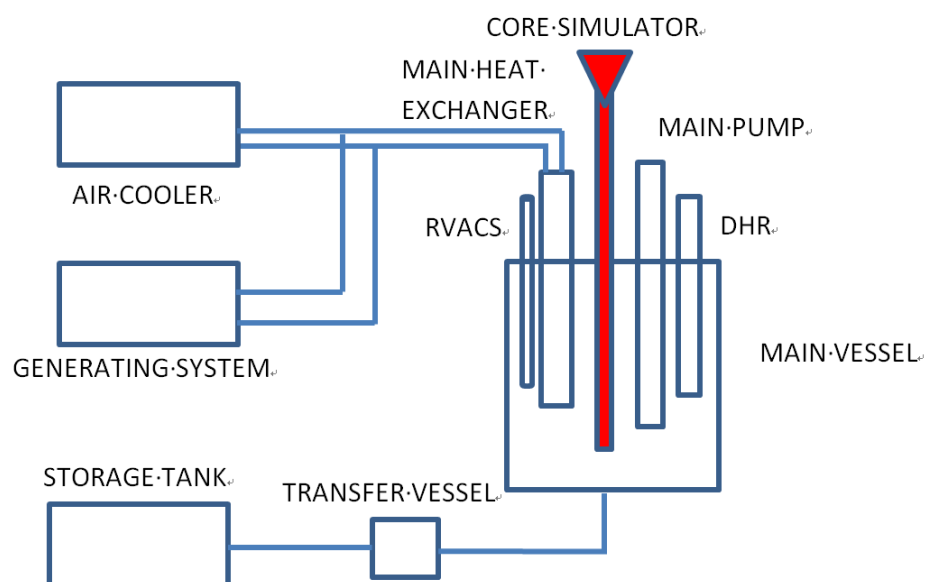 CORE·SIMULATOR
MAIN·HEAT·
EXCHANGER
MAIN·PUMP
AIR·COOLER
RVACS
DHR
MAIN·VESSEL
GENERATING·SYSTEM
STORAGE·TANK
TRANSFER·VESSEL